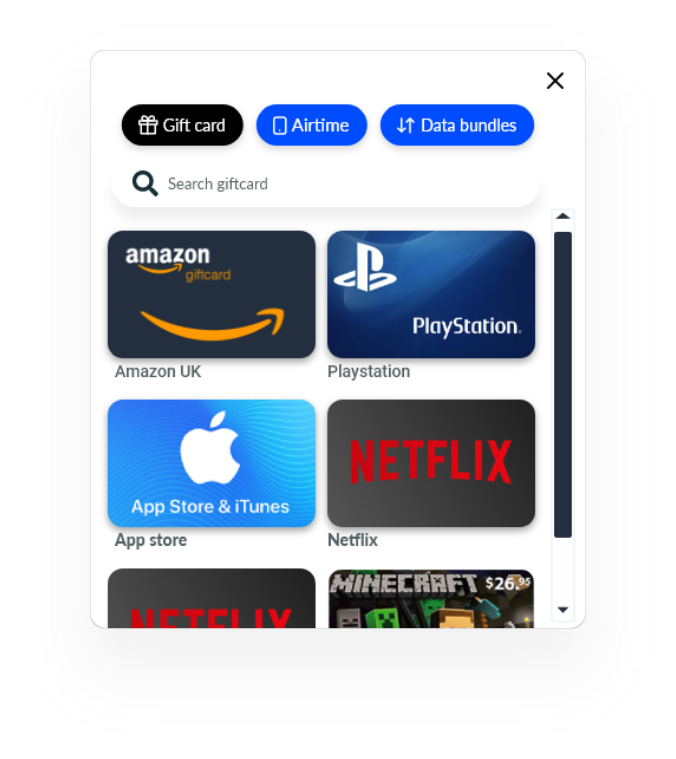 Gift card Airtime Data bundles
Search giftcard
amazon
giftcard
PlayStation.
Amazon UK Playstation
App Store & iTunes
NETFLIX
App store Netflix
NETFLIX
MINECRAFT $26.95